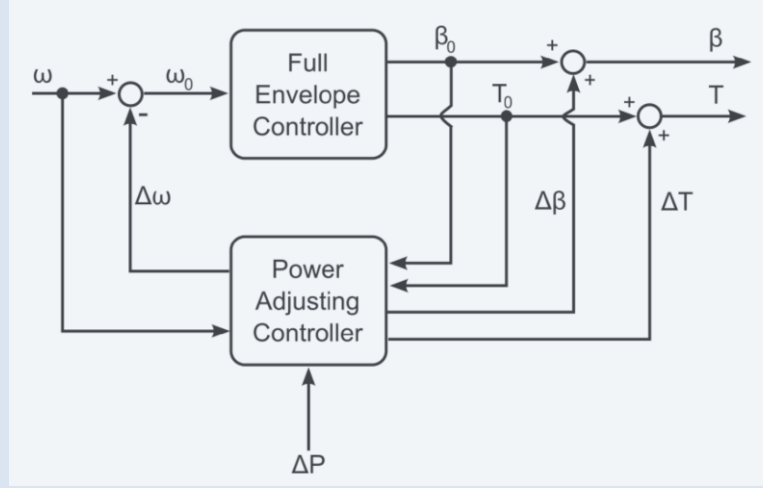 β₀
β
ω
+
-
ω₀
Full
Envelope
Controller
+
+
T₀
+
+
T
Δω
Δβ
ΔT
Power
Adjusting
Controller
ΔP